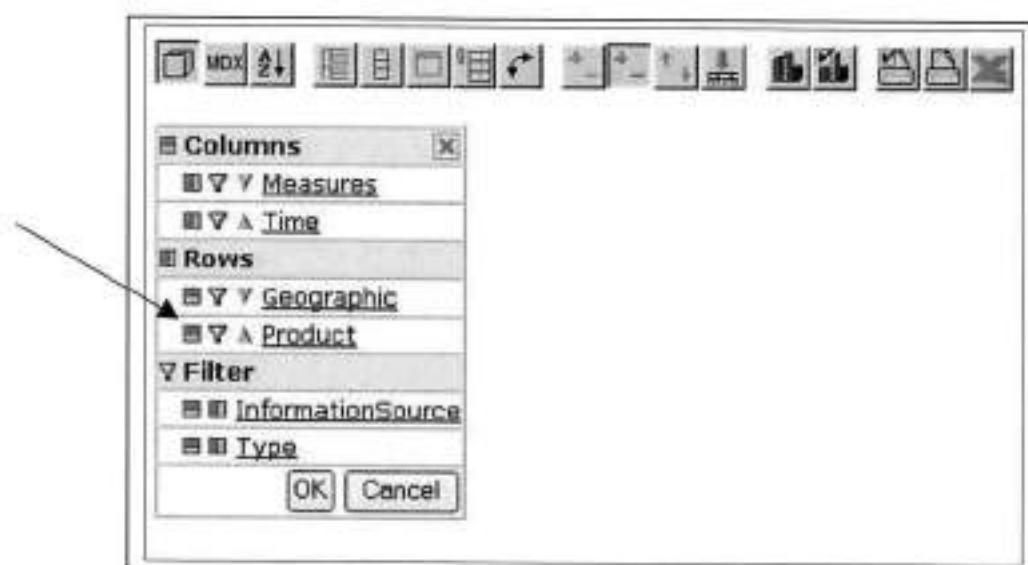 MDX A Z
Columns
Measures
Time
Rows
Geographic
Product
Filter
InformationSource
Type
OK Cancel